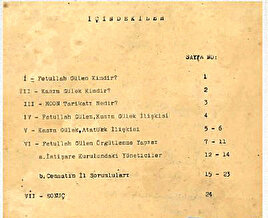 İÇİNDEKİLER
SAYFA NO:
I - Fetullah Gülen Kimdir? 1
II - Kasım Gülek Kimdir? 2
III - MOON Tarikatı Nedir? 3
IV - Fetullah Gülen, Kasım Gülek İlişkisi 4
V - Kasım Gülek, Atatürk İlişkisi 5 - 6
VI - Fetullah Gülen Örgütlenme Yapısı 7 - 11
a. İstişare Kurulundaki Yöneticiler 12 - 14
b. Cemaatin İl Sorumluları 15 - 23
VII - SONUÇ 24